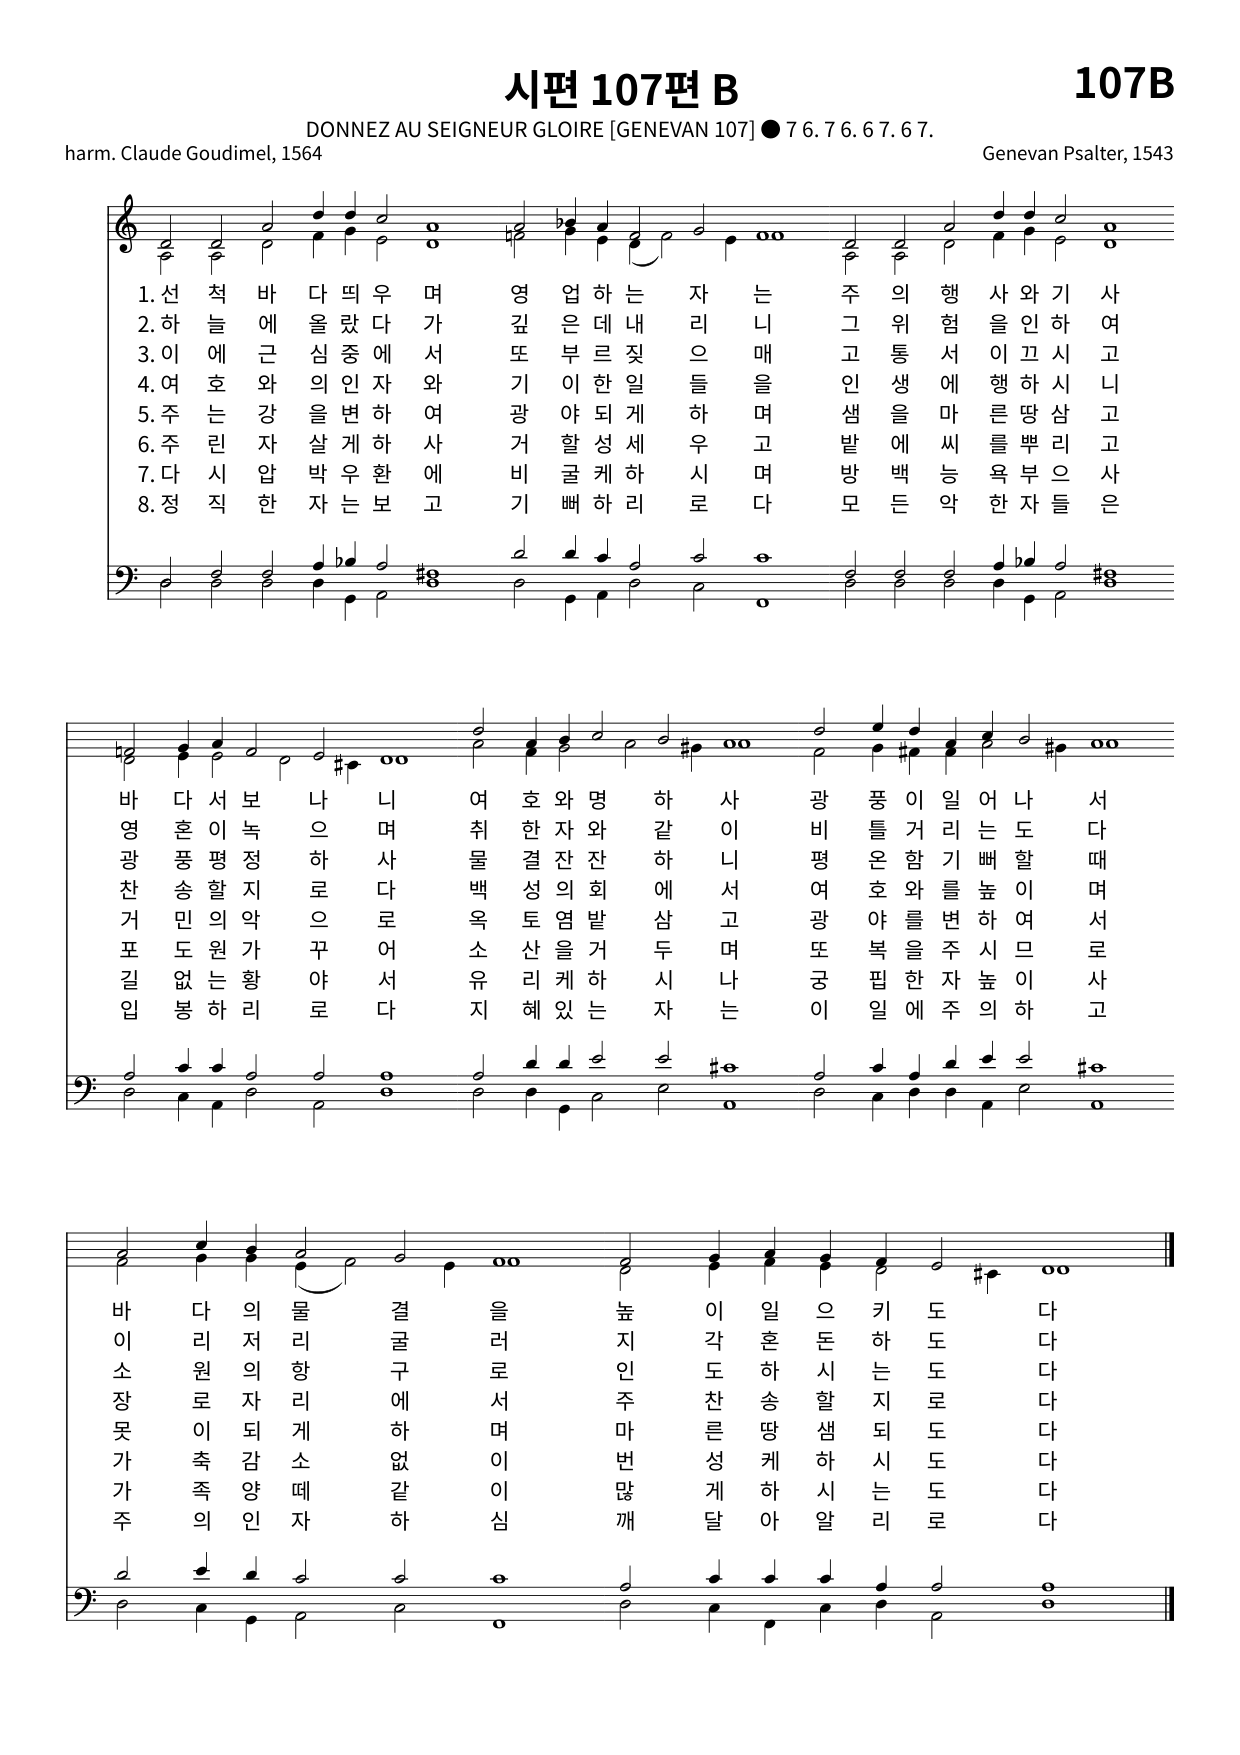 시편 107편 B
107B
DONNEZ AU SEIGNEUR GLOIRE [GENEVAN 107] ● 7 6. 7 6. 6 7. 6 7.
harm. Claude Goudimel, 1564
Genevan Psalter, 1543
1. 선 척 바 다 띄 우 며 영 업 하 는 자 는 주 의 행 사 와 기 사
2. 하 늘 에 올 랐 다 가 깊 은 데 내 리 니 그 위 험 을 인 하 여
3. 이 에 근 심 중 에 서 또 부 르 짖 으 매 고 통 서 이 끄 시 고
4. 여 호 와 의 인 자 와 기 이 한 일 들 을 인 생 에 행 하 시 니
5. 주 는 강 을 변 하 여 광 야 되 게 하 며 샘 을 마 른 땅 삼 고
6. 주 린 자 살 게 하 사 거 할 성 세 우 고 밭 에 씨 를 뿌 리 고
7. 다 시 압 박 우 환 에 비 굴 케 하 시 며 방 백 능 욕 부 으 사
8. 정 직 한 자 는 보 고 기 뻐 하 리 로 다 모 든 악 한 자 들 은
바 다 서 보 나 니 여 호 와 명 하 사 광 풍 이 일 어 나 서
영 혼 이 녹 으 며 취 한 자 와 같 이 비 틀 거 리 는 도 다
광 풍 평 정 하 사 물 결 잔 잔 하 니 평 온 함 기 뻐 할 때
찬 송 할 지 로 다 백 성 의 회 에 서 여 호 와 를 높 이 며
거 민 의 악 으 로 옥 토 염 밭 삼 고 광 야 를 변 하 여 서
포 도 원 가 꾸 어 소 산 을 거 두 며 또 복 을 주 시 므 로
길 없 는 황 야 서 유 리 케 하 시 나 궁 핍 한 자 높 이 사
입 봉 하 리 로 다 지 혜 있 는 자 는 이 일 에 주 의 하 고
바 다 의 물 결 을 높 이 일 으 키 도 다
이 리 저 리 굴 러 지 각 혼 돈 하 도 다
소 원 의 항 구 로 인 도 하 시 는 도 다
장 로 자 리 에 서 주 찬 송 할 지 로 다
못 이 되 게 하 며 마 른 땅 샘 되 도 다
가 축 감 소 없 이 번 성 케 하 시 도 다
가 족 양 떼 같 이 많 게 하 시 는 도 다
주 의 인 자 하 심 깨 달 아 알 리 로 다